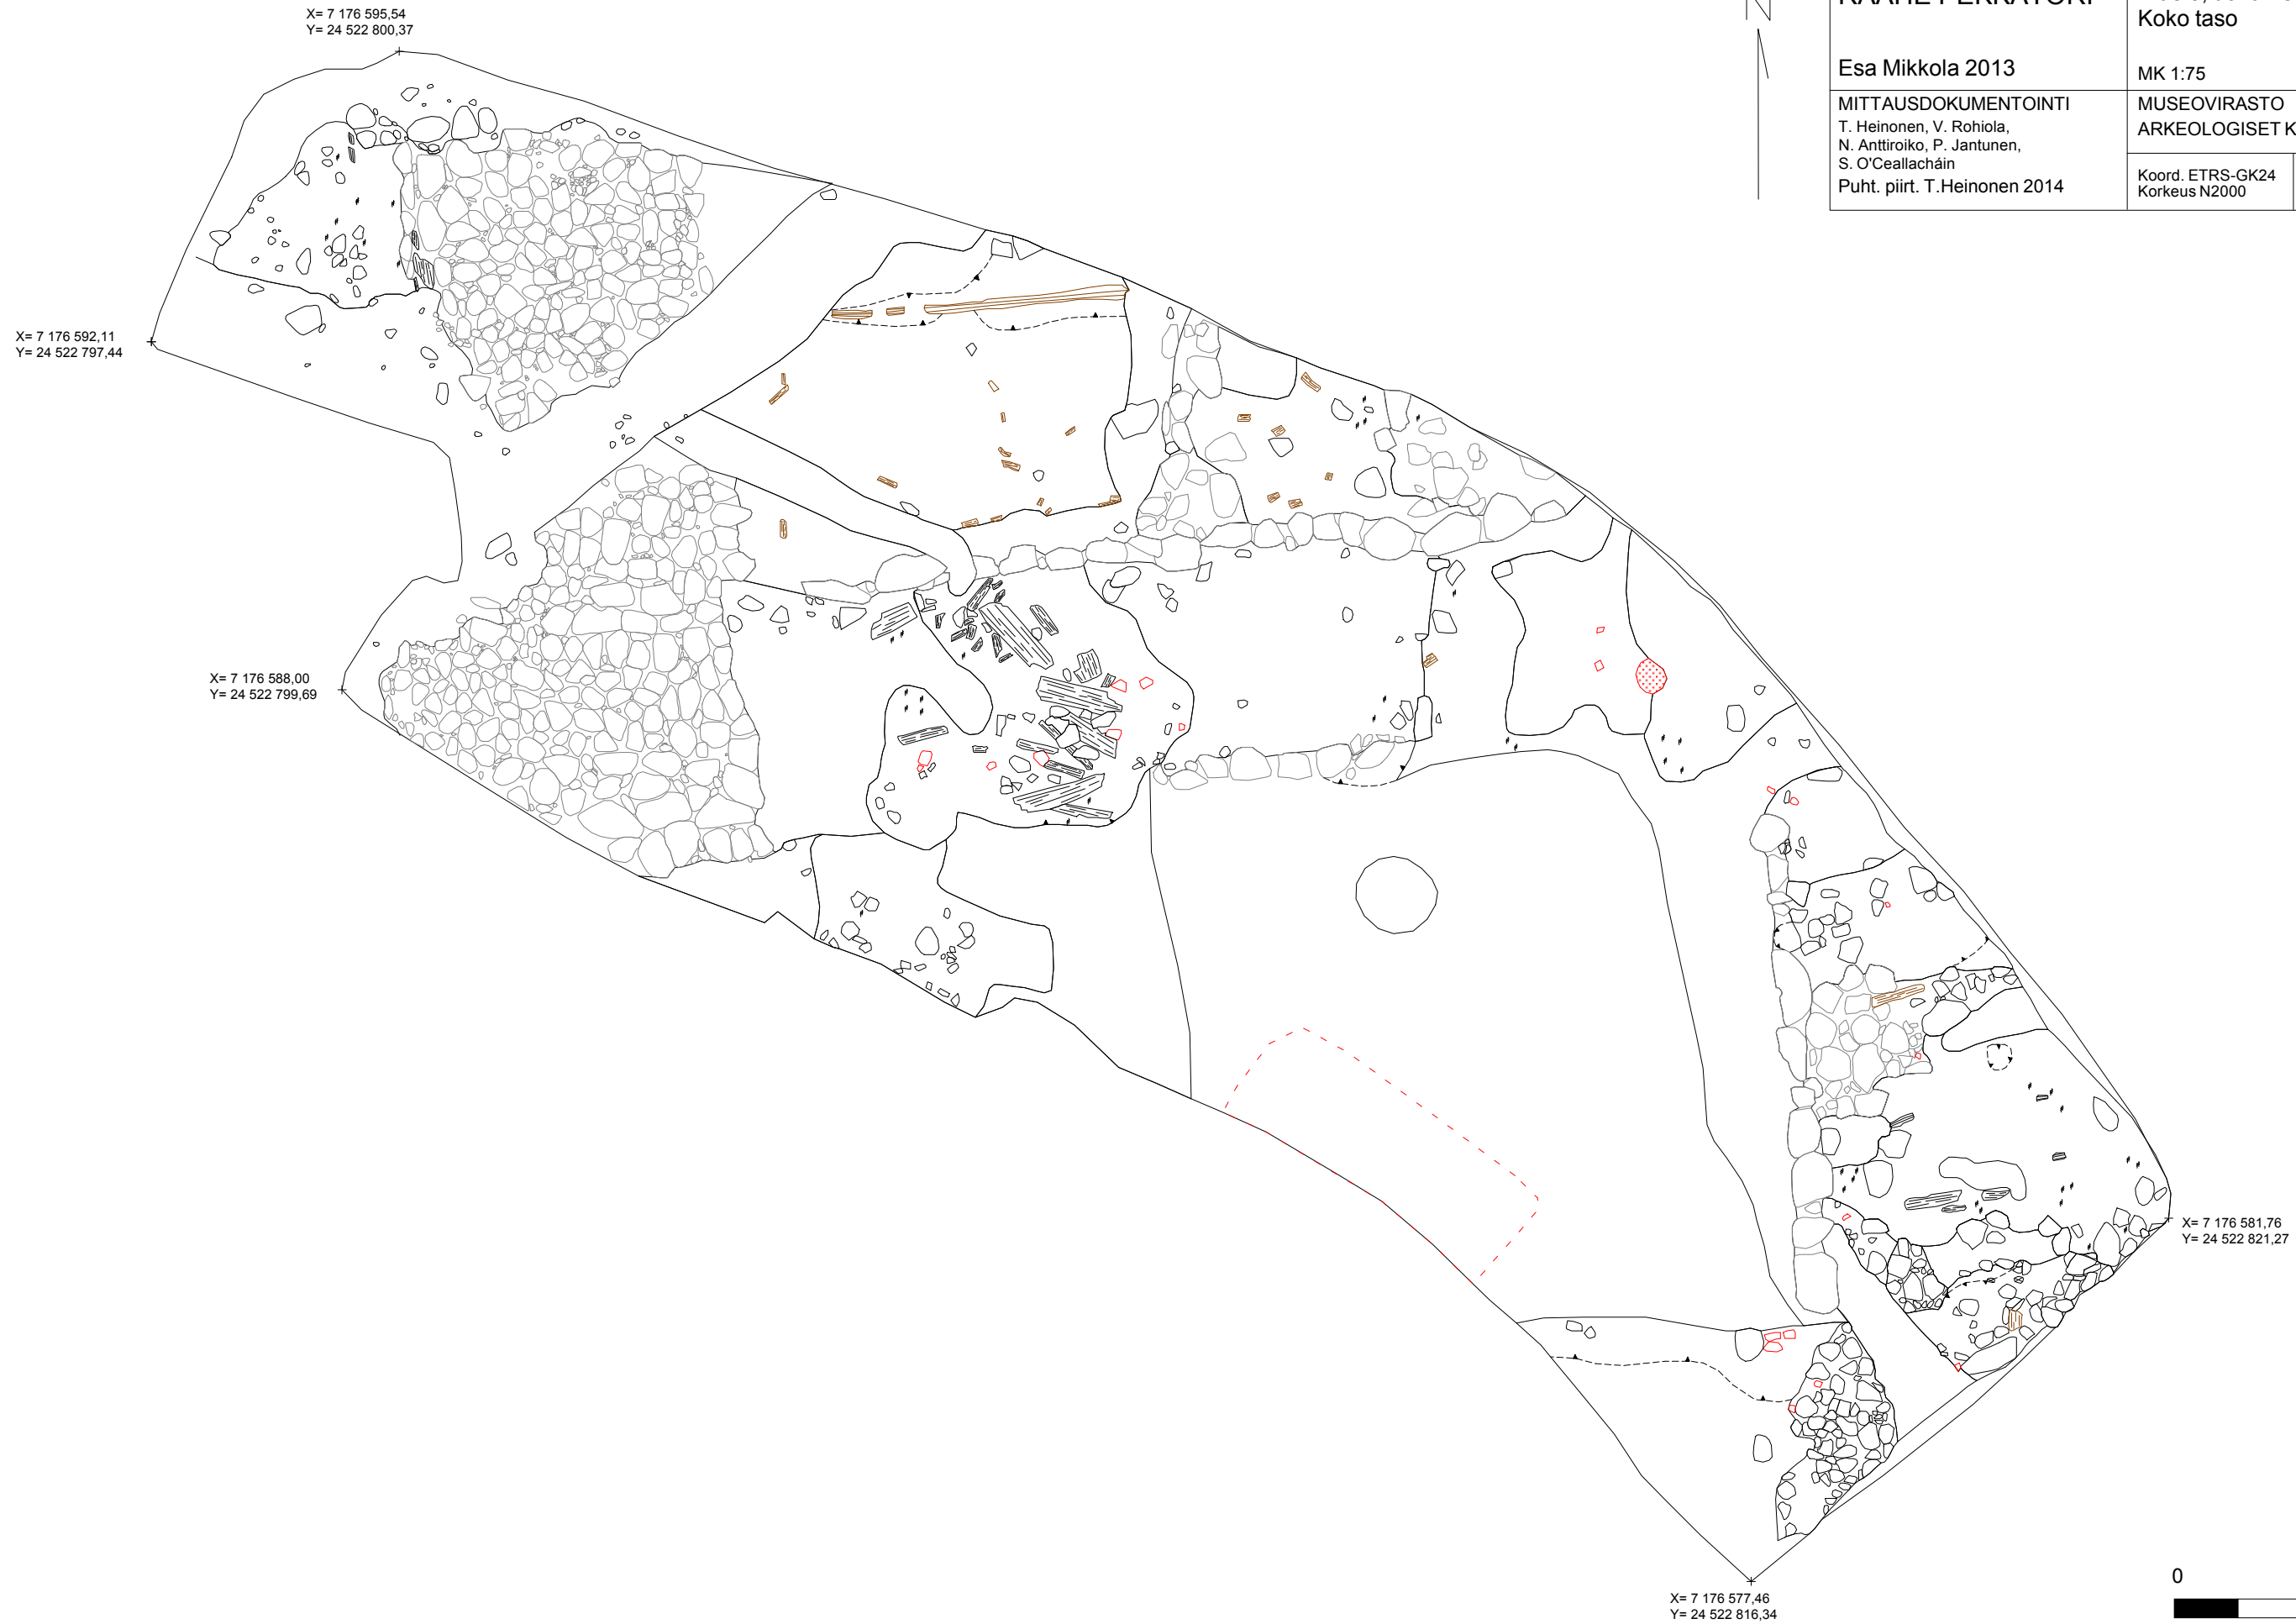 X= 7 176 595,54
Y= 24 522 800,37
N
Koko taso
Esa Mikkola 2013
MK 1:75
MITTAUSDOKUMENTOINTI
T. Heinonen, V. Rohiola,
N. Anttiroiko, P. Jantunen,
S. O'Ceallacháin
Puht. piirt. T.Heinonen 2014
MUSEOVIRASTO
ARKEOLOGISET K
Koord. ETRS-GK24
Korkeus N2000
X= 7 176 592,11
Y= 24 522 797,44
X= 7 176 588,00
Y= 24 522 799,69
X= 7 176 581,76
Y= 24 522 821,27
X= 7 176 577,46
Y= 24 522 816,34
0